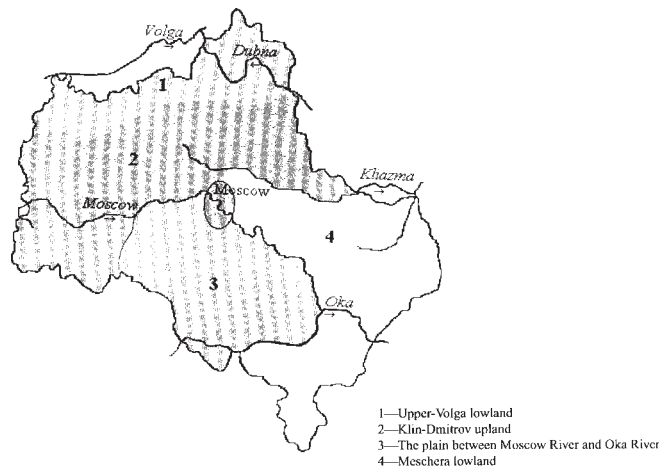 Volga
Dubna
1
2
Khazma
Moscow
Moscow
4
3
Oka
1—Upper-Volga lowland
2—Klin-Dmitrov upland
3—The plain between Moscow River and Oka River
4—Meschera lowland